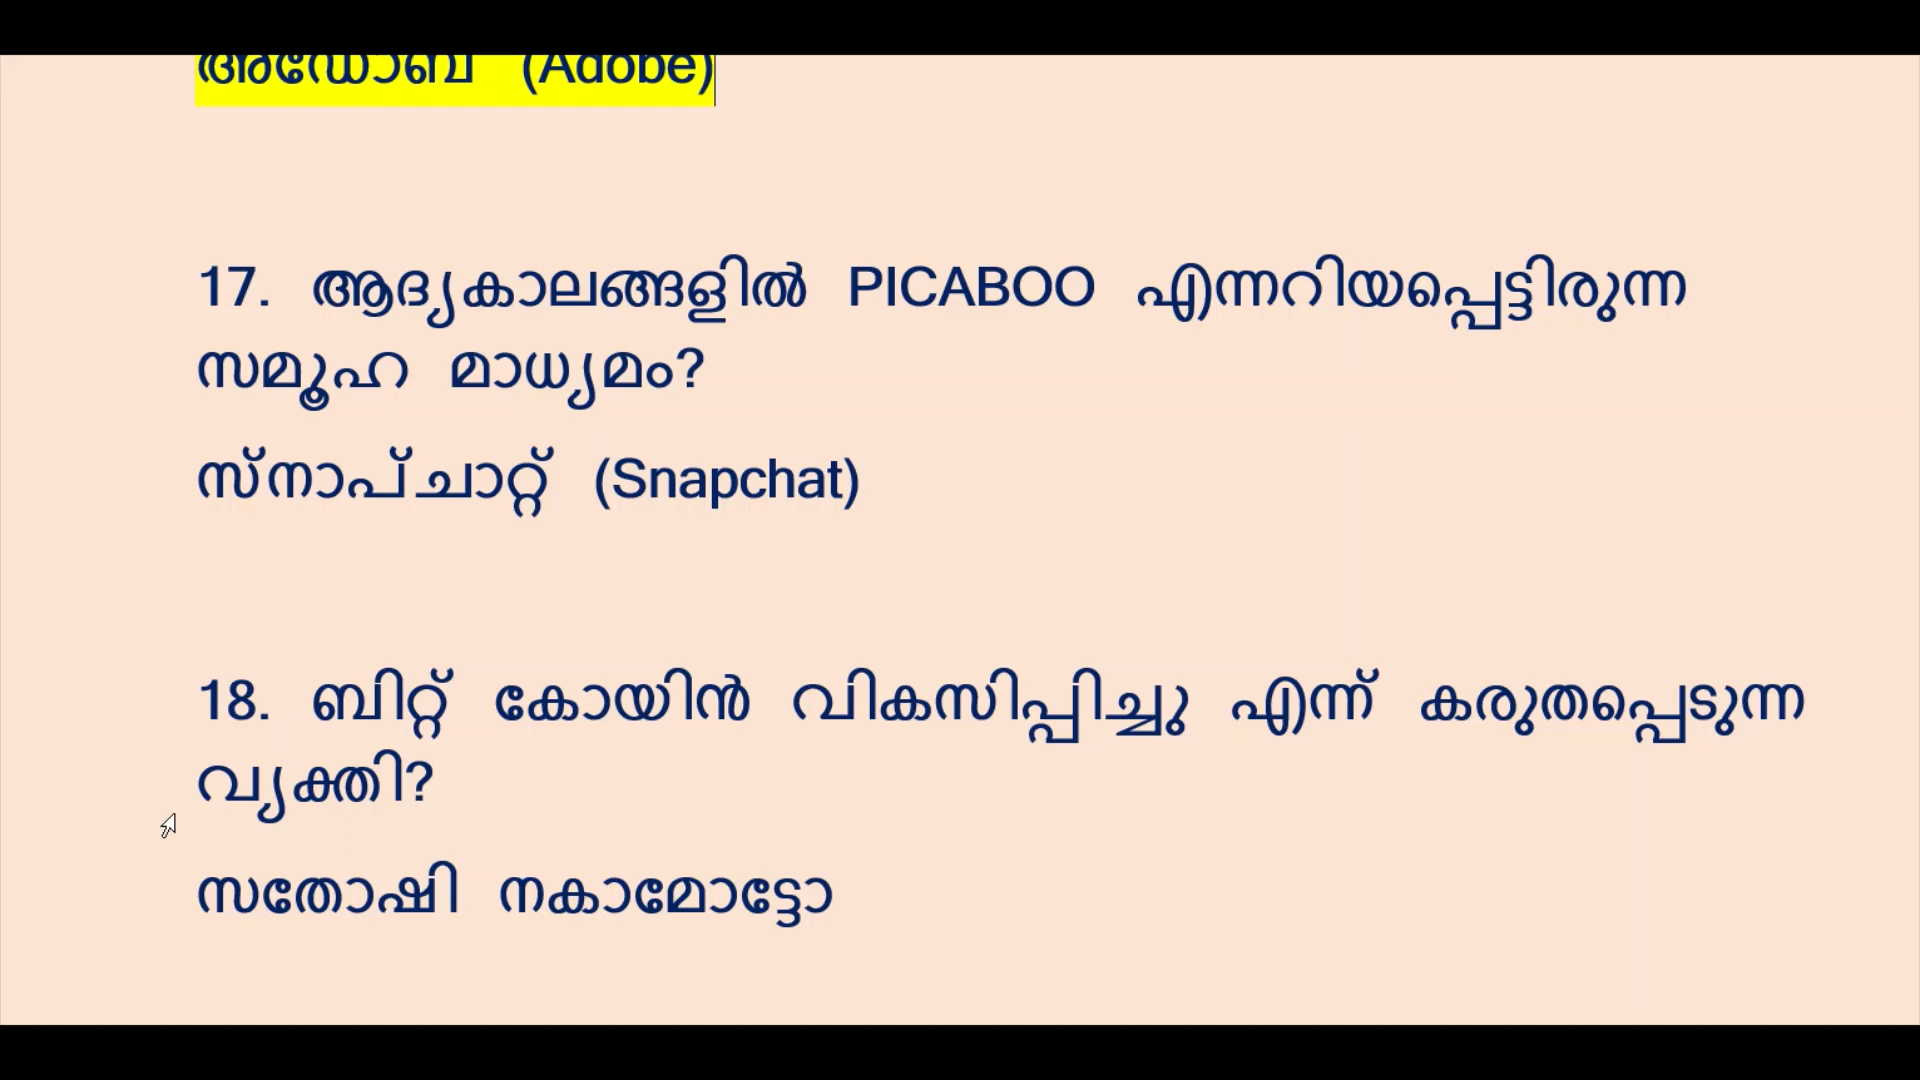 അഡോബ (Adobe)
17. ആദ്യകാലങ്ങളിൽ PICABOO എന്നറിയപ്പെട്ടിരുന്ന
സമൂഹ മാധ്യമം?
സ്നാപ്ചാറ്റ് (Snapchat)
18. ബിറ്റ് കോയിൻ വികസിപ്പിച്ചു എന്ന് കരുതപ്പെടുന്ന
വ്യക്തി?
സതോഷി നകാമോട്ടോ